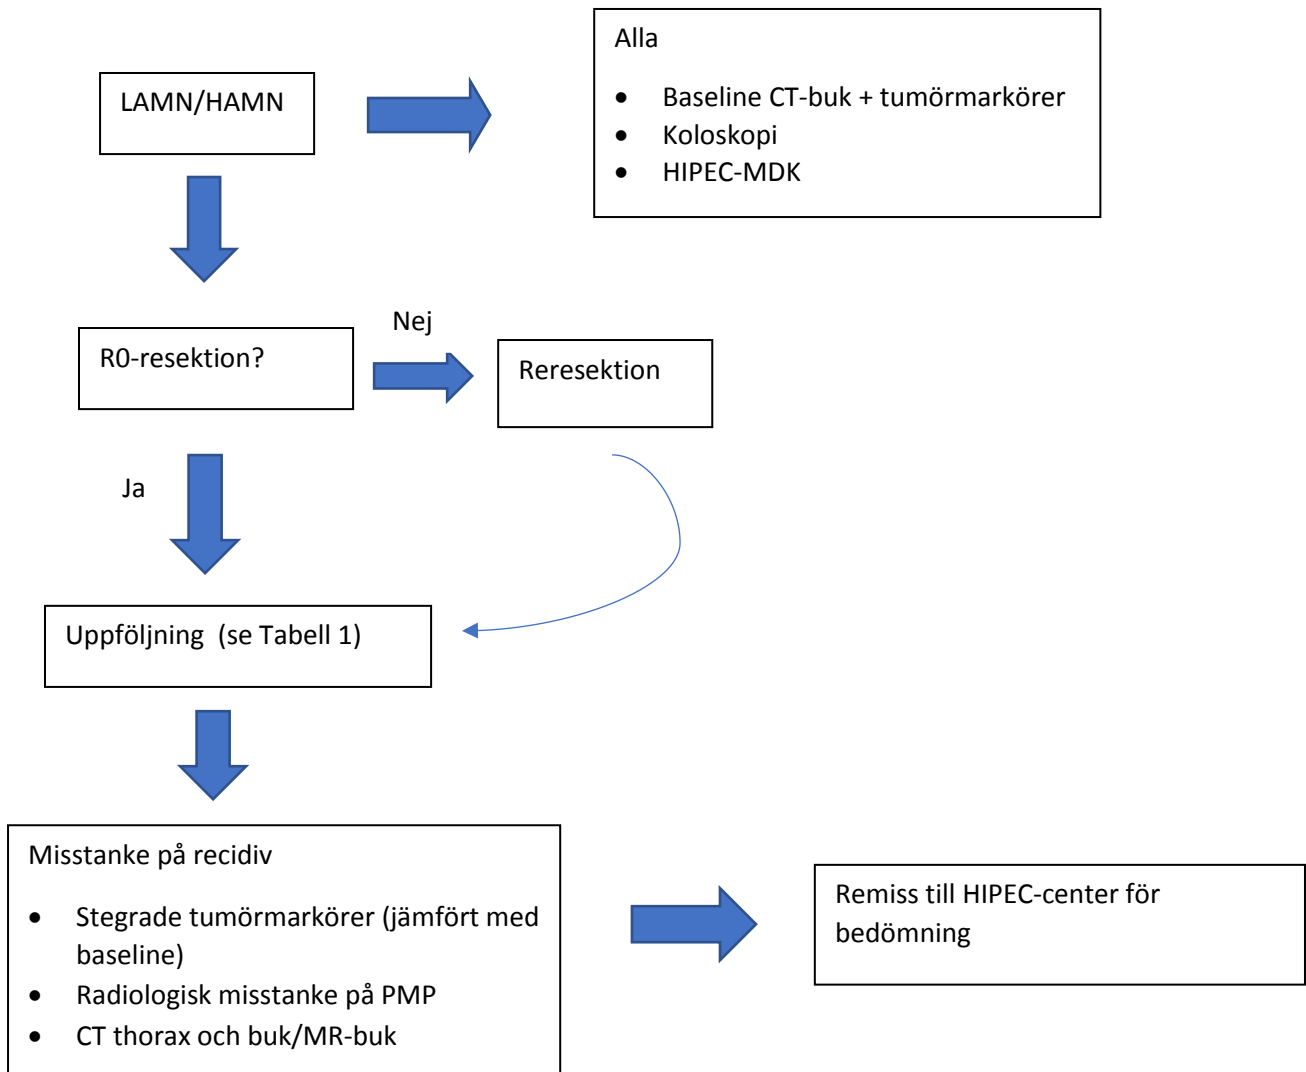 LAMN/HAMN
Alla
• Baseline CT-buk + tumörmarkörer
• Koloskopi
• HIPEC-MDK
R0-resektion?
Nej
Reresektion
Ja
Uppföljning (se Tabell 1)
Misstanke på recidiv
• Stegrade tumörmarkörer (jämfört med
baseline)
• Radiologisk misstanke på PMP
• CT thorax och buk/MR-buk
Remiss till HIPEC-center för
bedömning